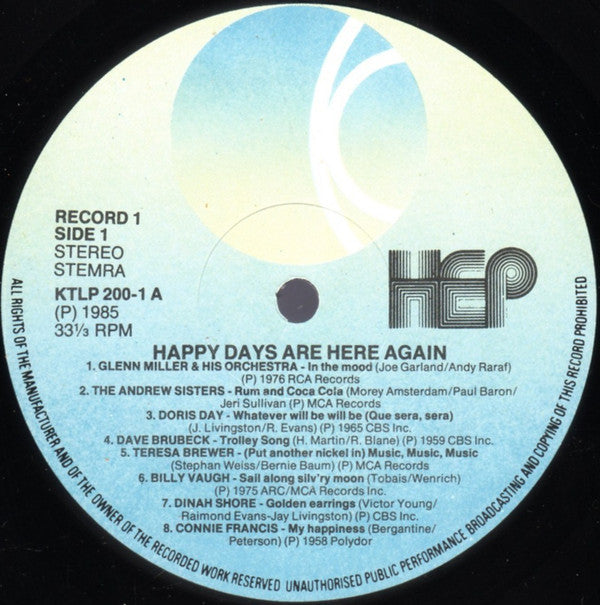 RECORD 1
SIDE 1
STEREO
STEMRA
KTLP 200-1 A
(P) 1985
33⅓ RPM
HEP
HAPPY DAYS ARE HERE AGAIN
1. GLENN MILLER & HIS ORCHESTRA - In the mood (Joe Garland/Andy Raraf)
(P) 1976 RCA Records
2. THE ANDREW SISTERS - Rum and Coca Cola (Morey Amsterdam/Paul Baron/
Jeri Sullivan (P) MCA Records
3. DORIS DAY - Whatever will be will be (Que sera, sera)
(J. Livingston/R. Evans) (P) 1965 CBS Inc.
4. DAVE BRUBECK - Trolley Song (H. Martin/R. Blane) (P) 1959 CBS Inc.
5. TERESA BREWER - (Put another nickel in) Music, Music, Music
(Stephan Weiss/Bernie Baum) (P) MCA Records
6. BILLY VAUGH - Sail along silv'ry moon (Tobais/Wenrich)
(P) 1975 ARC/MCA Records Inc.
7. DINAH SHORE - Golden earrings (Victor Young/
Raimond Evans-Jay Livingston) (P) CBS Inc.
8. CONNIE FRANCIS - My happiness (Bergantine/
Peterson) (P) 1958 Polydor
ALL RIGHTS OF THE MANUFACTURER AND OF THE OWNER OF THE RECORDED WORK RESERVED UNAUTHORISED PUBLIC PERFORMANCE BROADCASTING AND COPYING OF THIS RECORD PROHIBITED